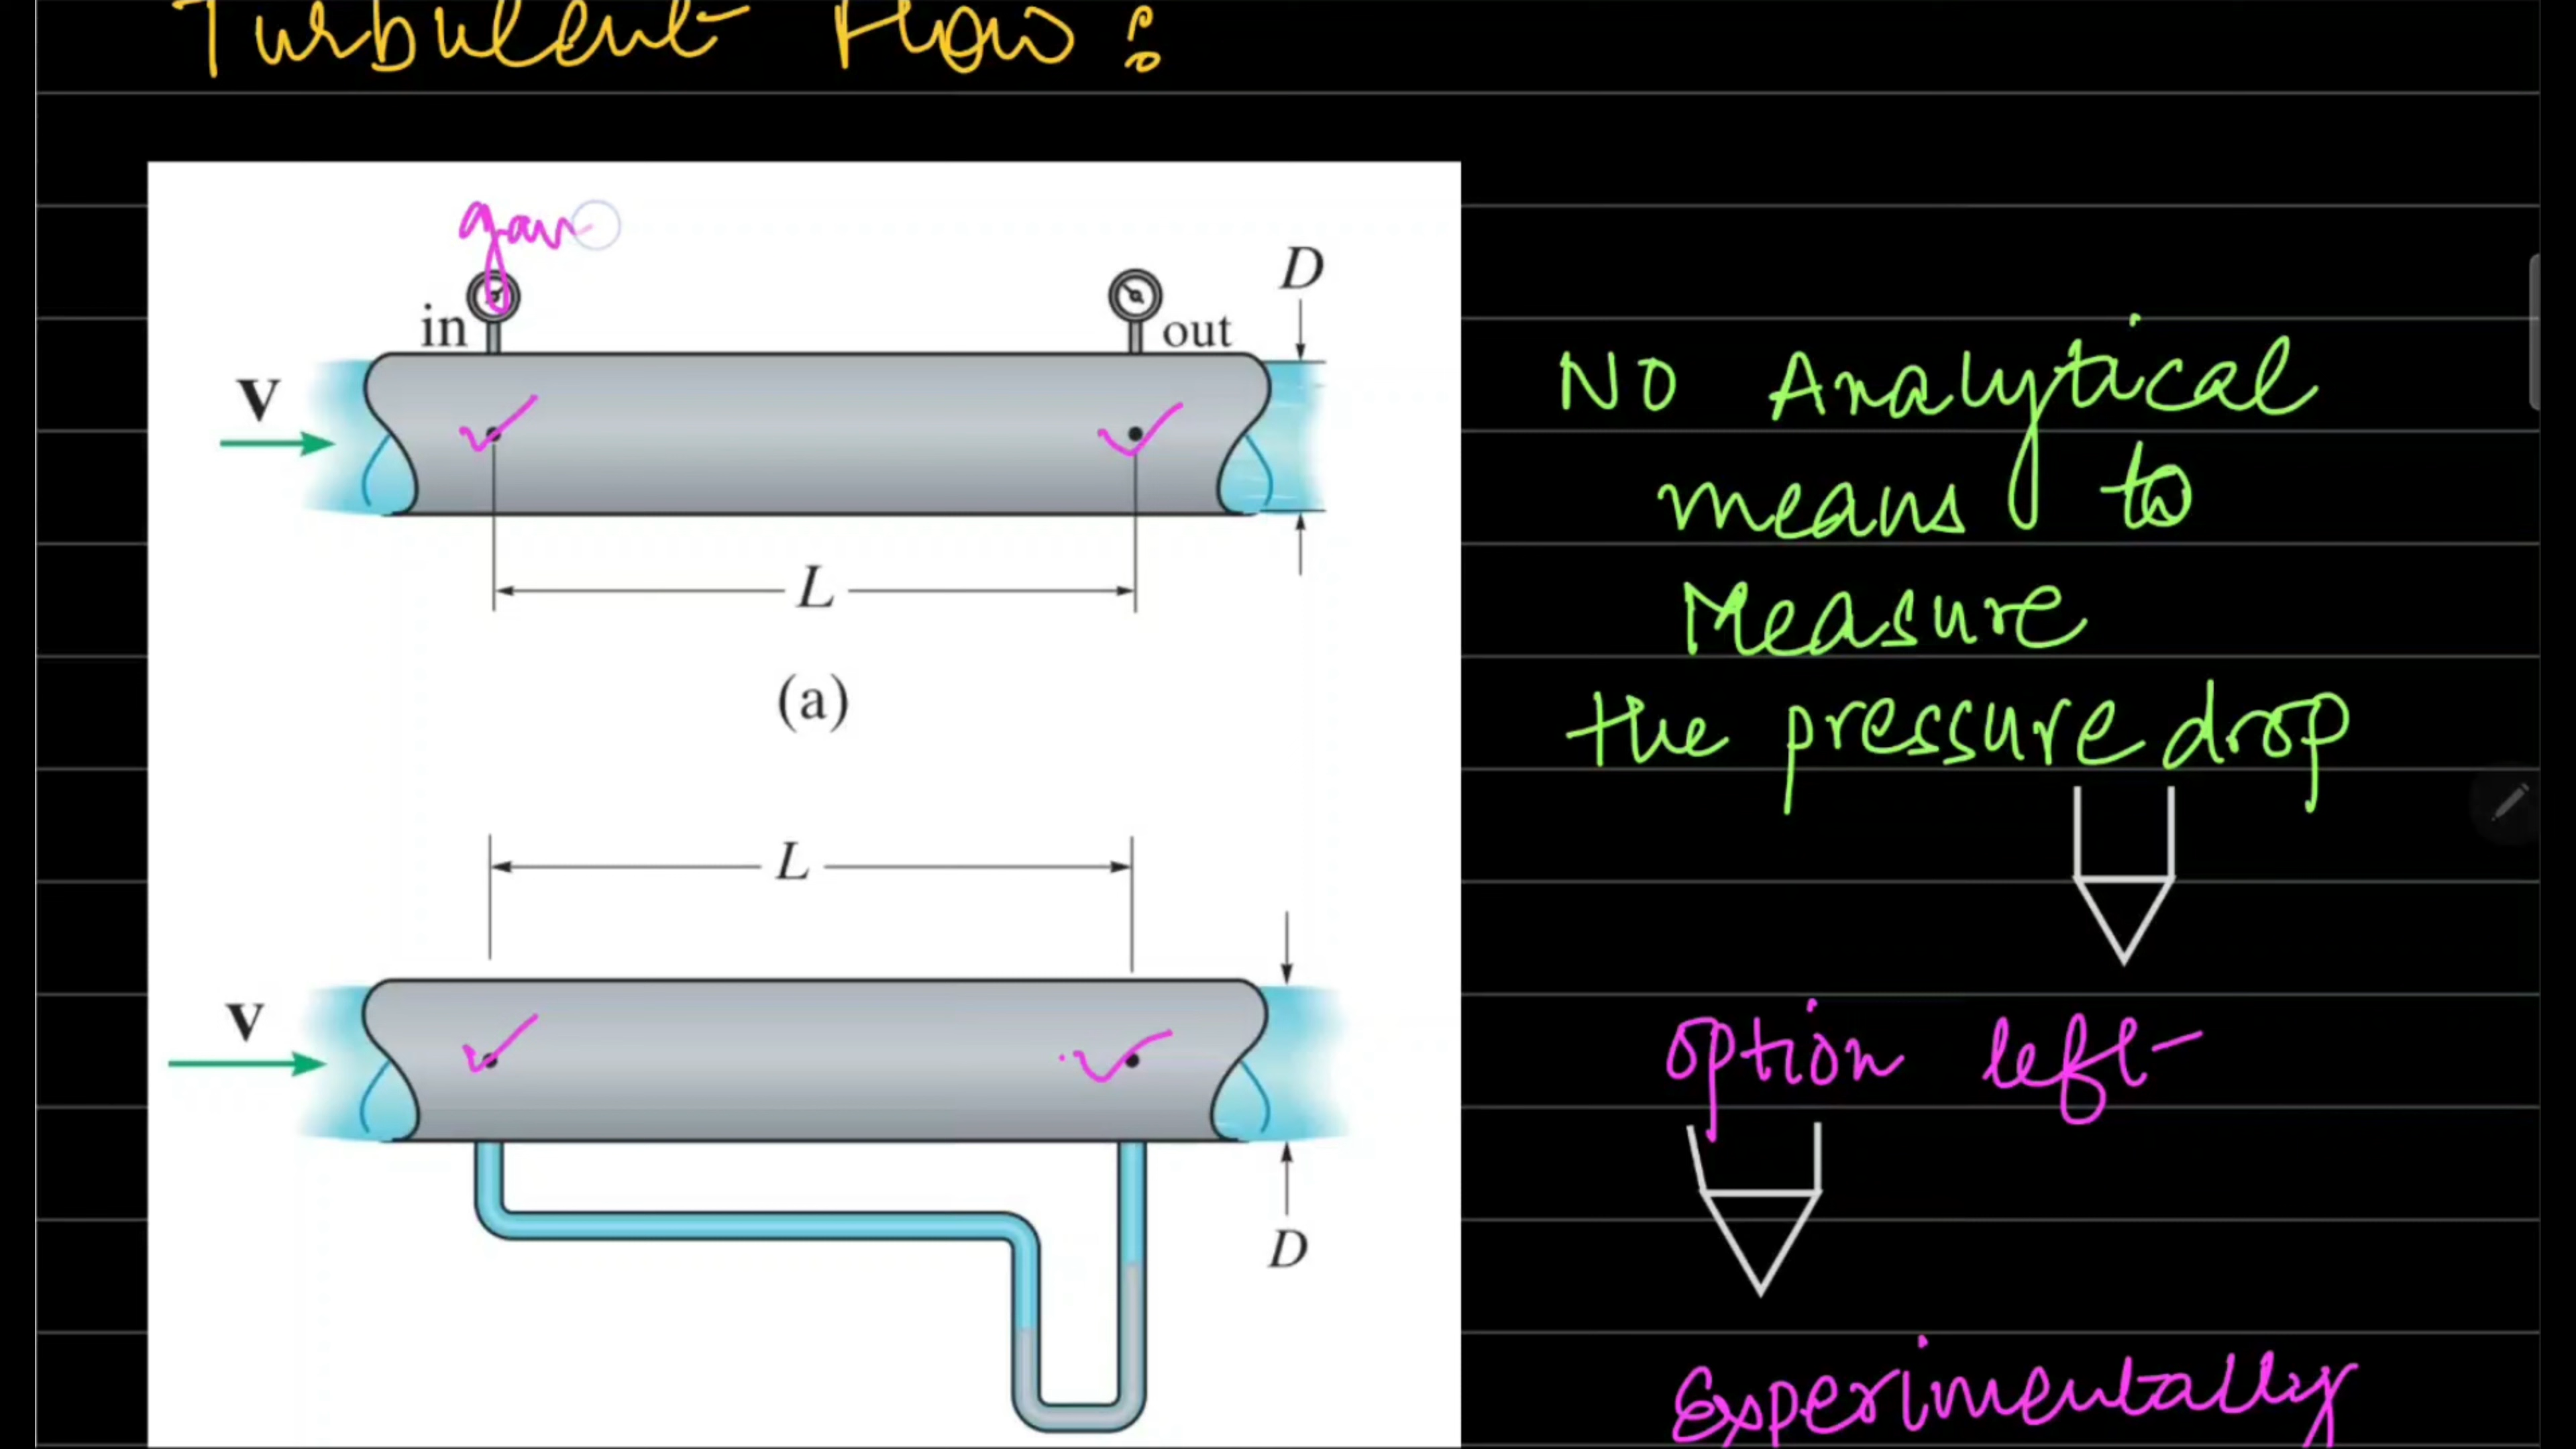 Turbulent Flow:
gau
in
out
D
V
L
(a)
L
V
D
NO Analytical
means to
Measure
the pressure drop
option left
Experimentally